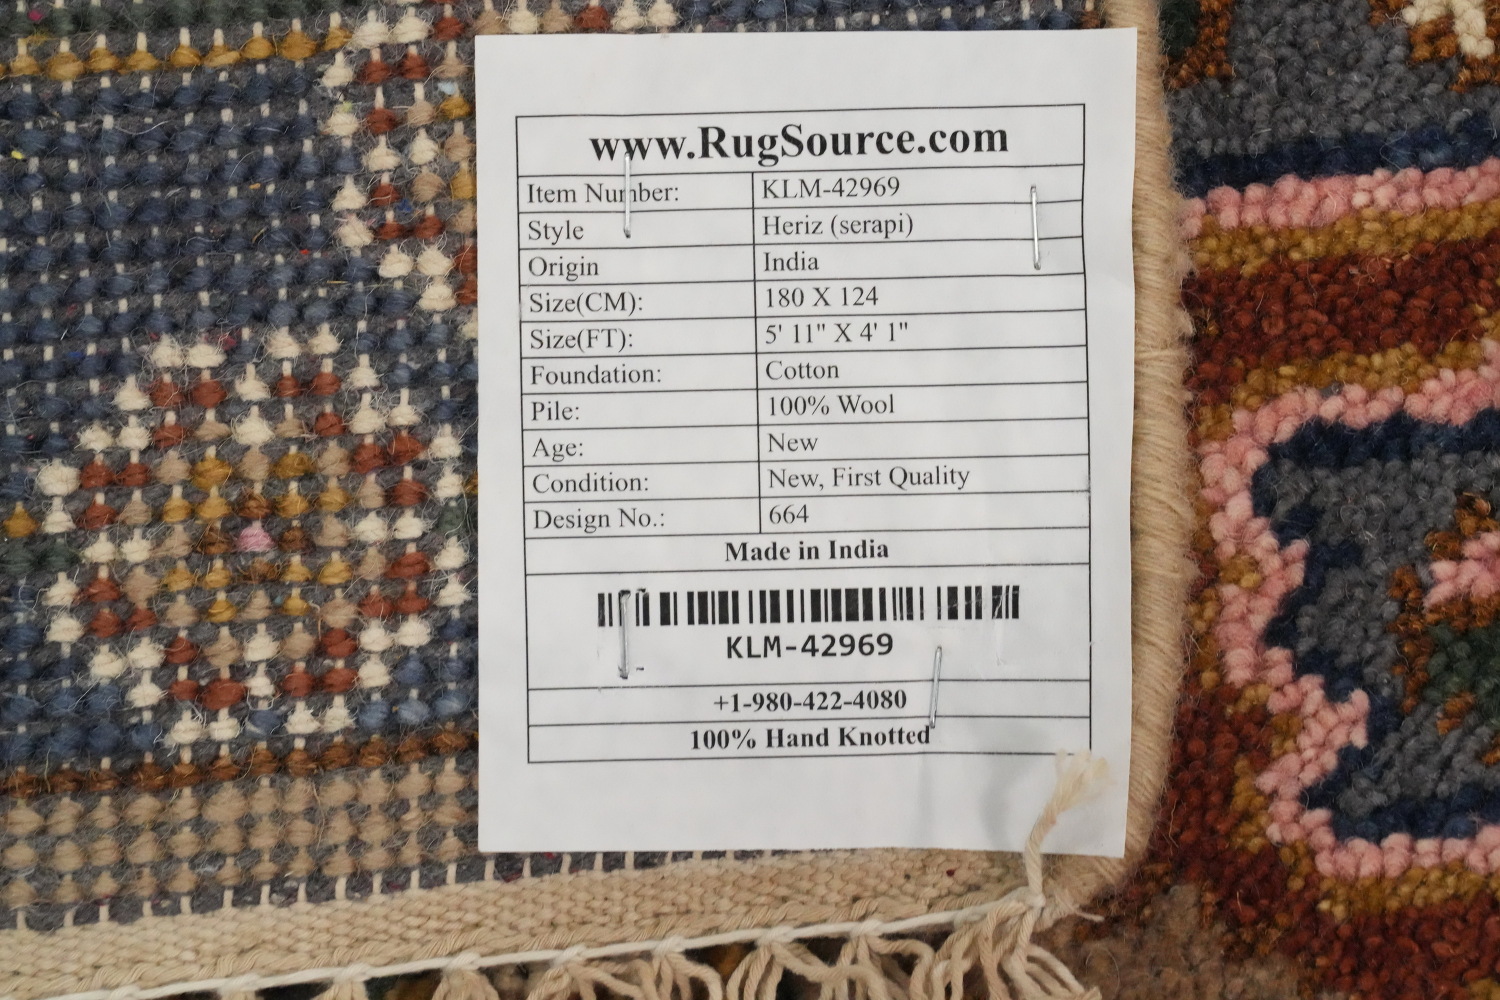 www.RugSource.com
Item Number: KLM-42969
Style Heriz (serapi)
Origin India
Size(CM): 180 X 124
Size(FT): 5' 11" X 4' 1"
Foundation: Cotton
Pile: 100% Wool
Age: New
Condition: New, First Quality
Design No.: 664
Made in India
KLM-42969
+1-980-422-4080
100% Hand Knotted